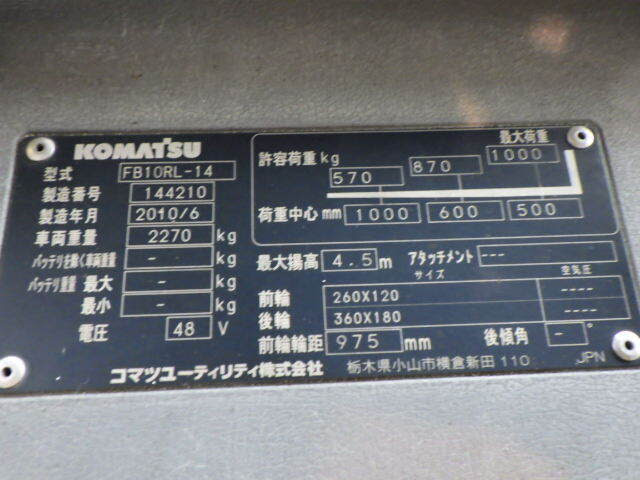 KOMATSU
型式 FB10RL-14
製造番号 144210
製造年月 2010/6
車両重量 2270 kg
バッテリを除く車両重量 - kg
バッテリ重量 最大 - kg
最小 - kg
電圧 48 V
最大荷重
許容荷重 kg 570 870 1000
荷重中心 mm 1000 600 500
最大揚高 4.5 m アタッチメント ---
サイズ 空気圧
前輪 260X120 ----
後輪 360X180 ----
前輪輪距 975 mm 後傾角 - °
コマツユーティリティ株式会社 栃木県小山市横倉新田110 JPN